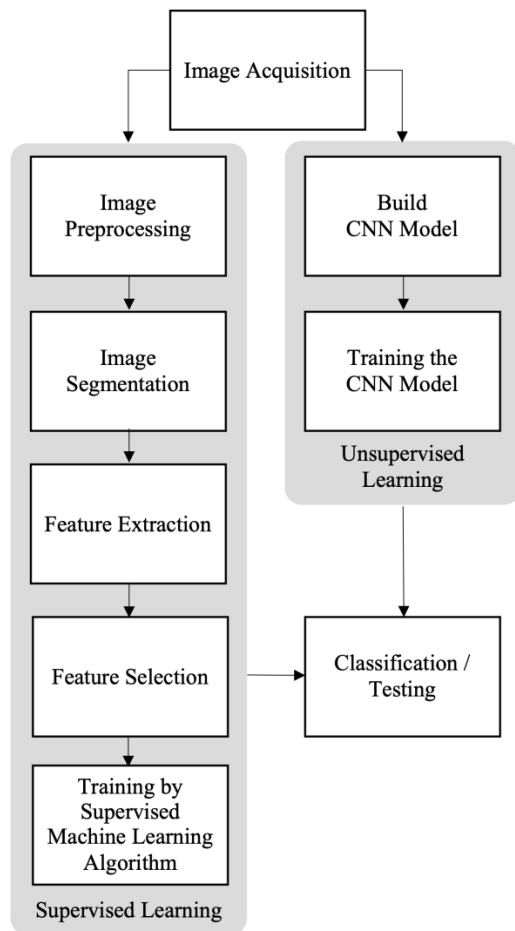 Image Acquisition
Image
Preprocessing
Image
Segmentation
Feature Extraction
Feature Selection
Training by
Supervised
Machine Learning
Algorithm
Supervised Learning
Build
CNN Model
Training the
CNN Model
Unsupervised
Learning
Classification /
Testing